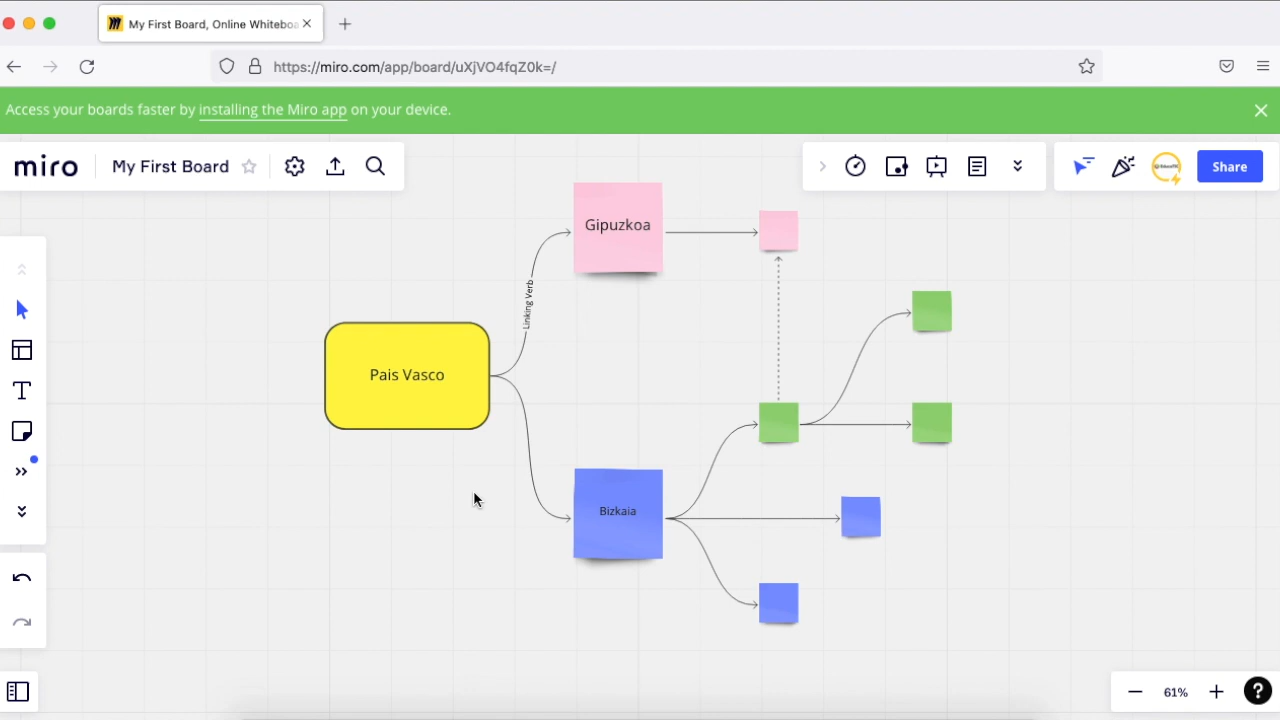 My First Board, Online Whiteboa
https://miro.com/app/board/uXjVO4fqZ0k=/
Access your boards faster by installing the Miro app on your device.
miro
My First Board
Share
Gipuzkoa
Linking Verb
Pais Vasco
Bizkaia
61%